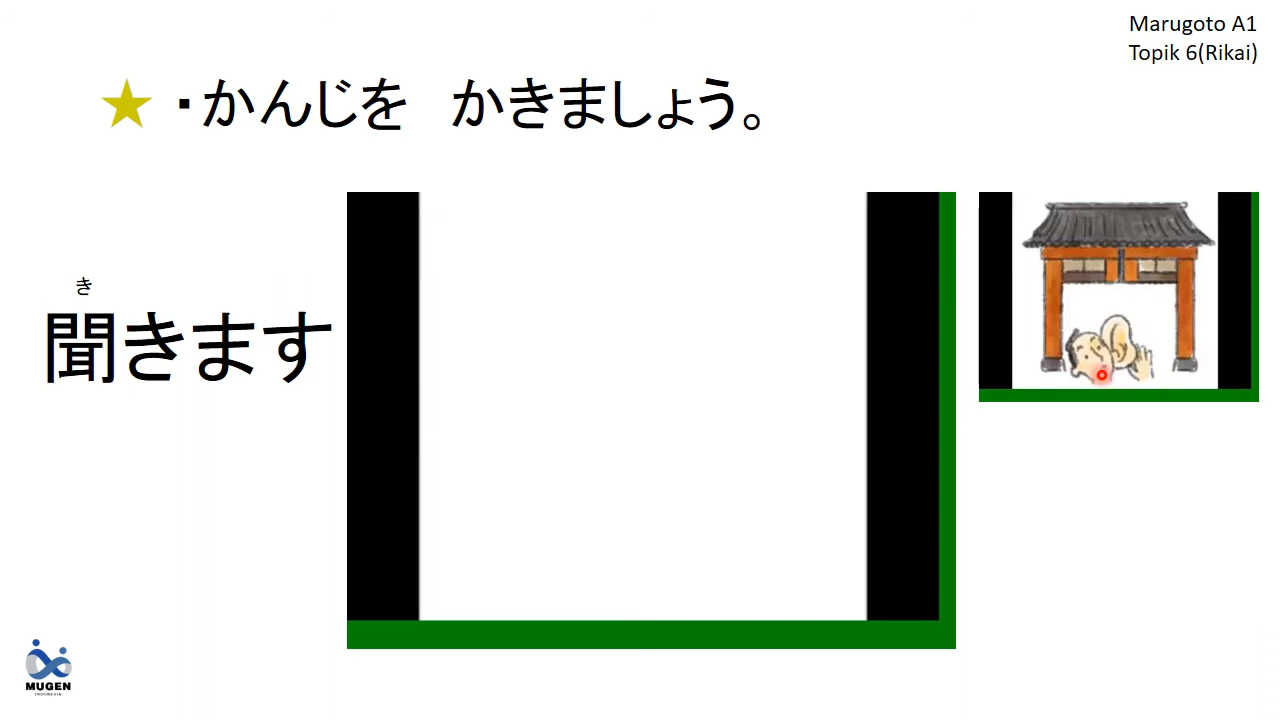 Marugoto A1
Topik 6(Rikai)
★・かんじを　かきましょう。
き
聞きます
MUGEN
INDONESIA